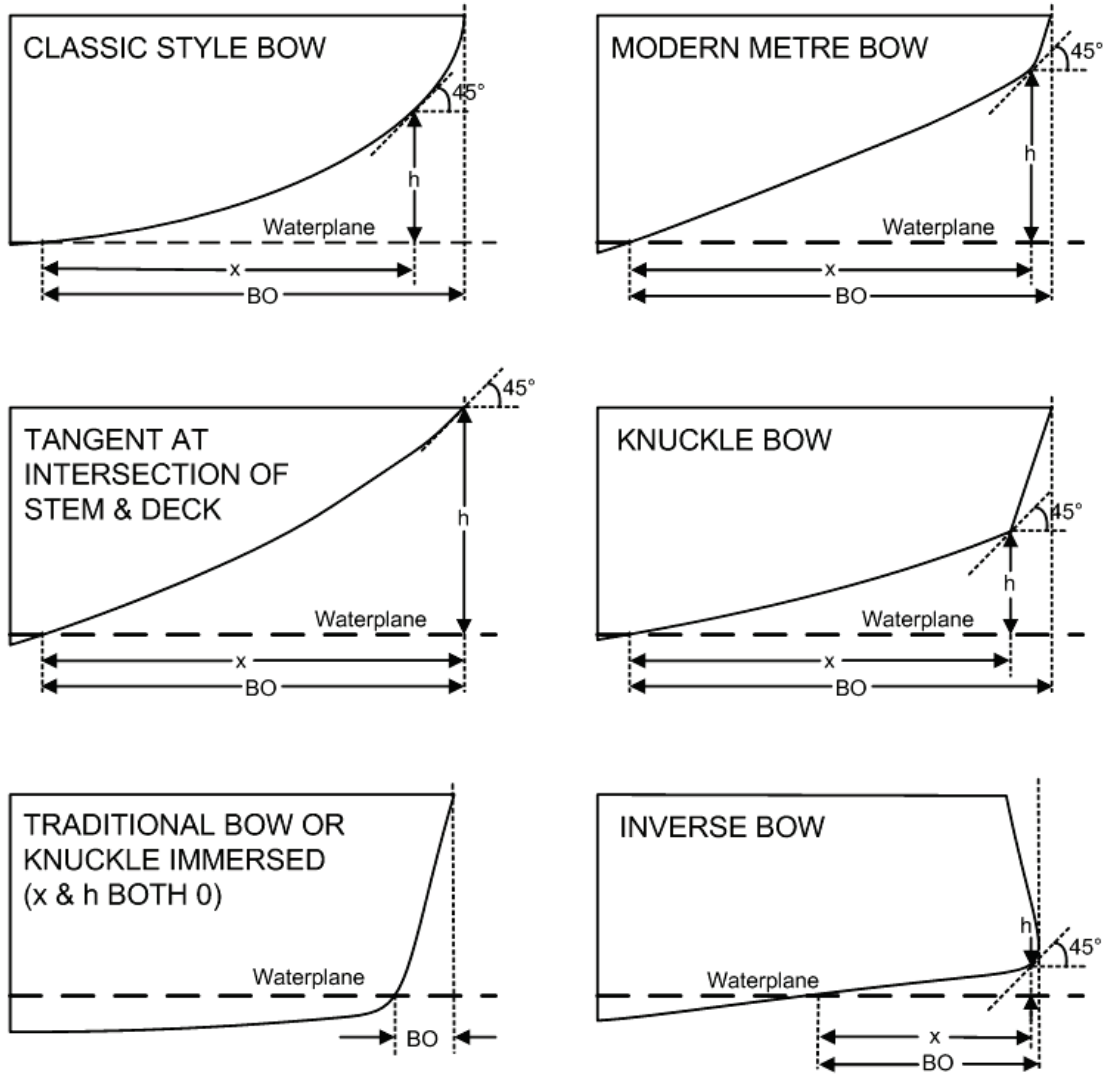 CLASSIC STYLE BOW
45°
h
Waterplane
x
BO
MODERN METRE BOW
45°
h
Waterplane
x
BO
TANGENT AT
INTERSECTION OF
STEM & DECK
45°
h
Waterplane
x
BO
KNUCKLE BOW
45°
h
Waterplane
x
BO
TRADITIONAL BOW OR
KNUCKLE IMMERSED
(x & h BOTH 0)
Waterplane
BO
INVERSE BOW
h
45°
Waterplane
x
BO